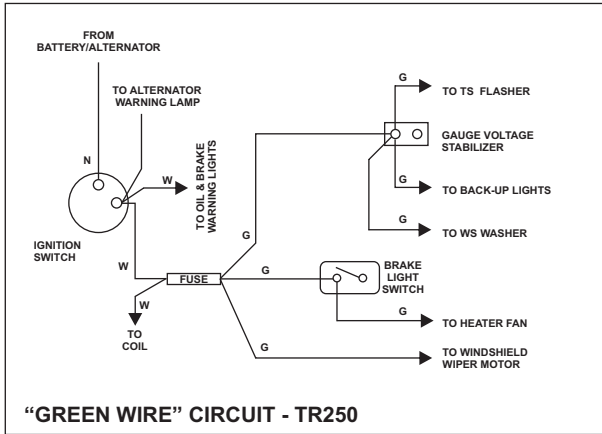 FROM
BATTERY/ALTERNATOR
TO ALTERNATOR
WARNING LAMP
N
W
TO OIL & BRAKE
WARNING LIGHTS
IGNITION
SWITCH
W
W
TO
COIL
FUSE
G
G
G
G
TO TS FLASHER
GAUGE VOLTAGE
STABILIZER
G
TO BACK-UP LIGHTS
G
TO WS WASHER
BRAKE
LIGHT
SWITCH
G
TO HEATER FAN
TO WINDSHIELD
WIPER MOTOR
“GREEN WIRE” CIRCUIT - TR250